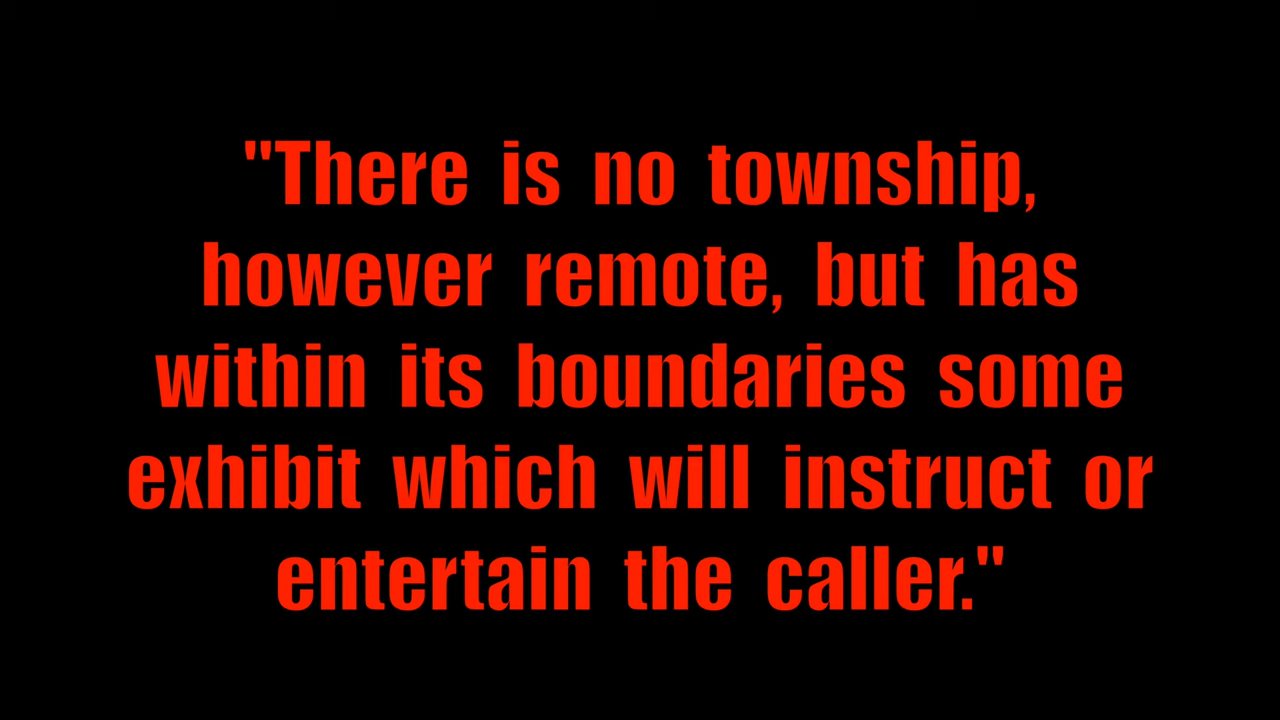 "There is no township,
however remote, but has
within its boundaries some
exhibit which will instruct or
entertain the caller."